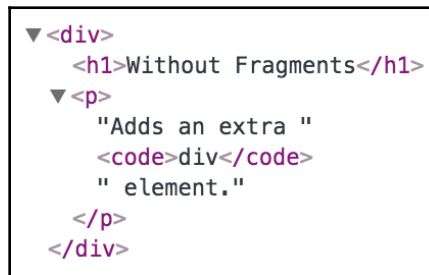 ▼<div>
<h1>Without Fragments</h1>
▼<p>
"Adds an extra "
<code>div</code>
" element."
</p>
</div>